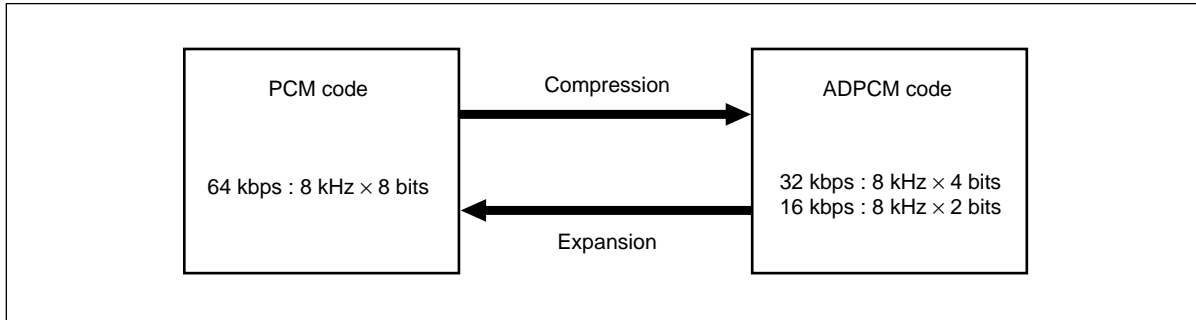 PCM code
64 kbps : 8 kHz × 8 bits
Compression
Expansion
ADPCM code
32 kbps : 8 kHz × 4 bits
16 kbps : 8 kHz × 2 bits